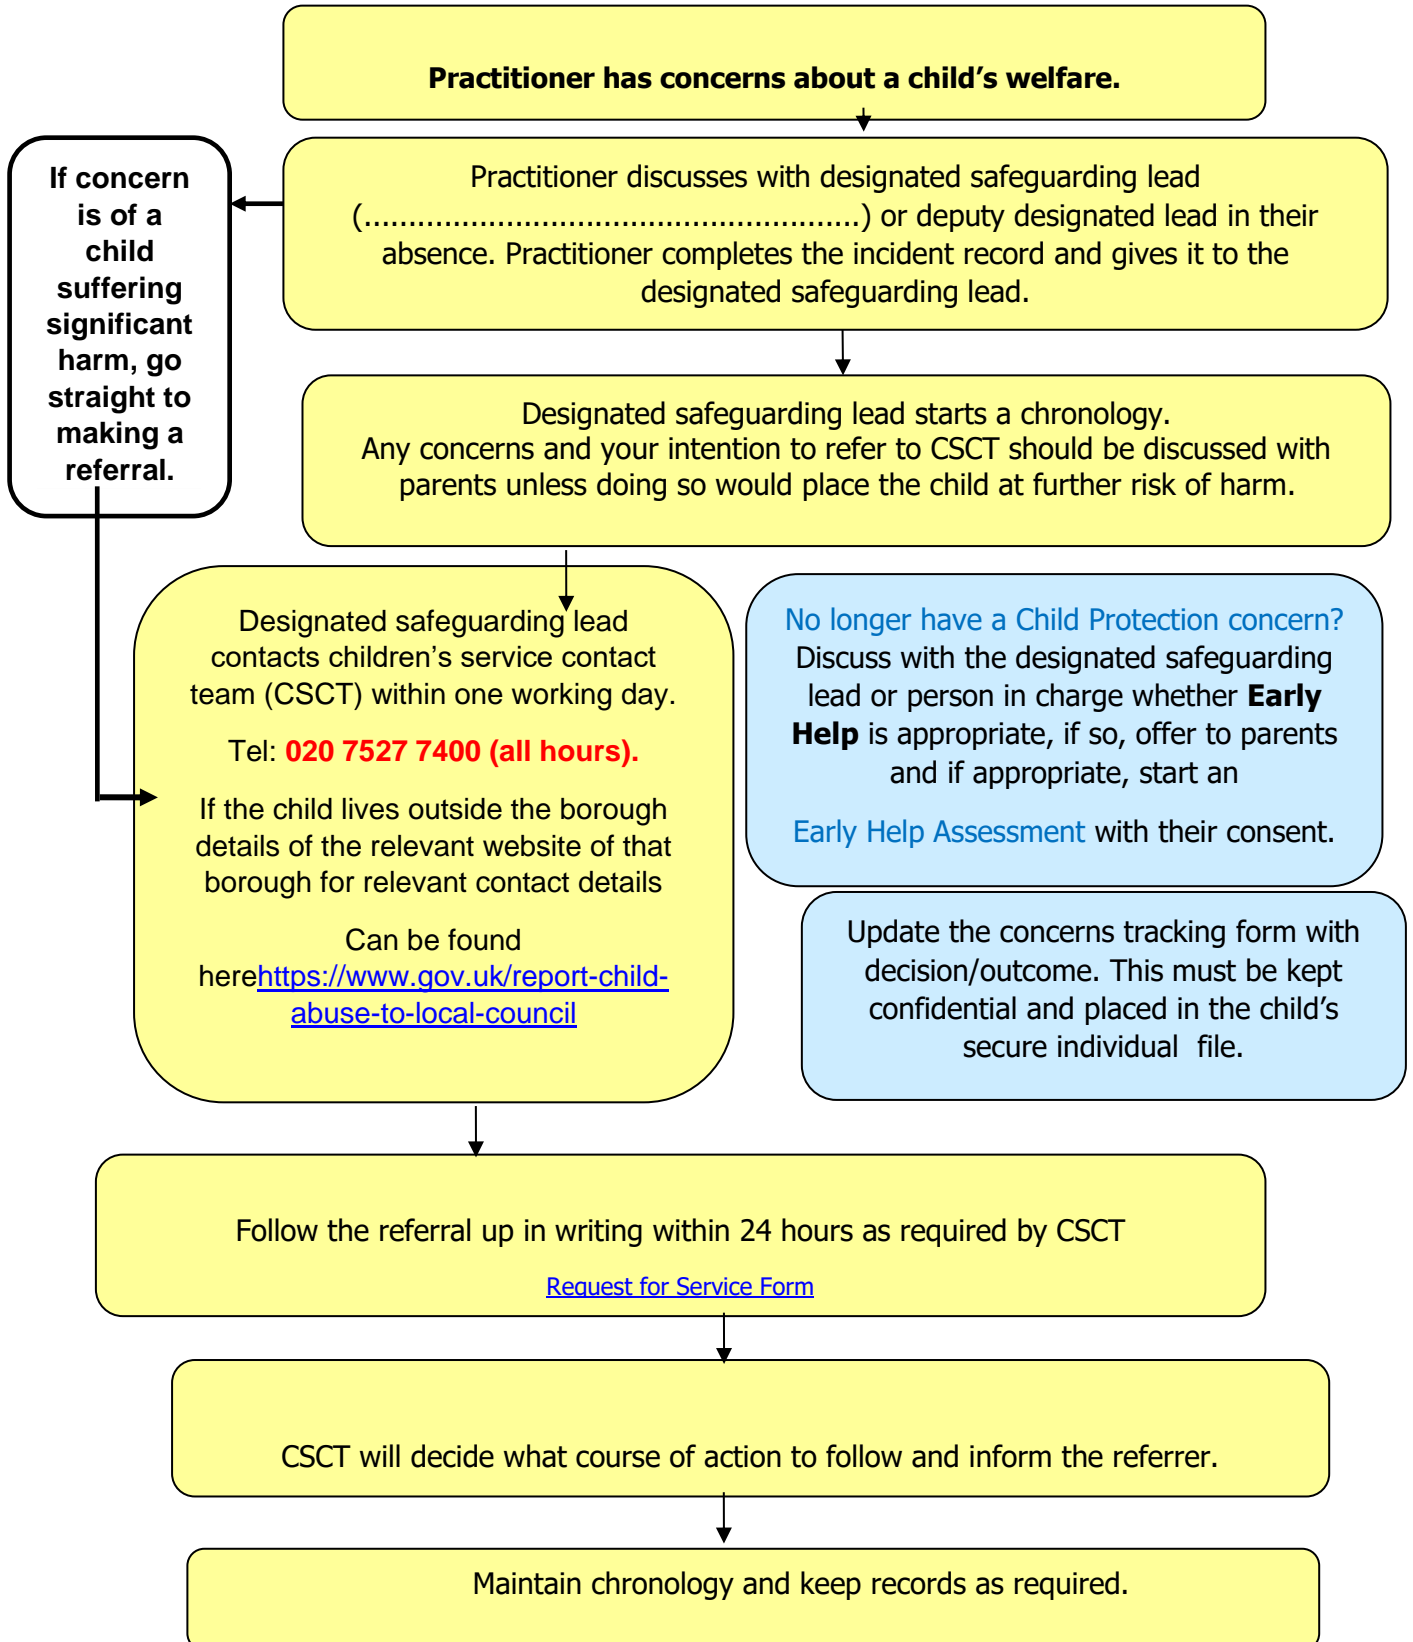 Practitioner has concerns about a child’s welfare.
If concern
is of a
child
suffering
significant
harm, go
straight to
making a
referral.
Practitioner discusses with designated safeguarding lead
(.......................................................) or deputy designated lead in their
absence. Practitioner completes the incident record and gives it to the
designated safeguarding lead.
Designated safeguarding lead starts a chronology.
Any concerns and your intention to refer to CSCT should be discussed with
parents unless doing so would place the child at further risk of harm.
Designated safeguarding lead
contacts children’s service contact
team (CSCT) within one working day.
Tel: 020 7527 7400 (all hours).
If the child lives outside the borough
details of the relevant website of that
borough for relevant contact details
Can be found
herehttps://www.gov.uk/report-child-
abuse-to-local-council
No longer have a Child Protection concern?
Discuss with the designated safeguarding
lead or person in charge whether Early
Help is appropriate, if so, offer to parents
and if appropriate, start an
Early Help Assessment with their consent.
Update the concerns tracking form with
decision/outcome. This must be kept
confidential and placed in the child’s
secure individual  file.
Follow the referral up in writing within 24 hours as required by CSCT
Request for Service Form
CSCT will decide what course of action to follow and inform the referrer.
Maintain chronology and keep records as required.